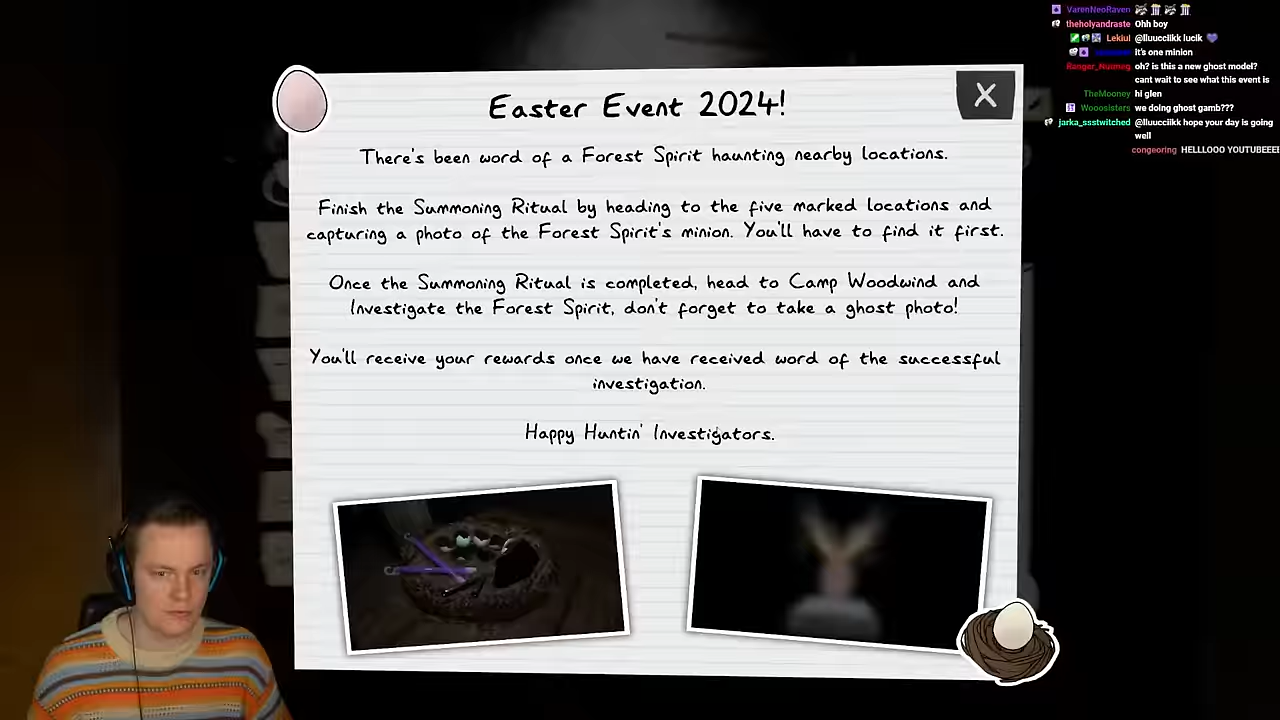 Easter Event 2024!
There's been word of a Forest Spirit haunting nearby locations.
Finish the Summoning Ritual by heading to the five marked locations and
capturing a photo of the Forest Spirit's minion. You'll have to find it first.
Once the Summoning Ritual is completed, head to Camp Woodwind and
Investigate the Forest Spirit, don't forget to take a ghost photo!
You'll receive your rewards once we have received word of the successful
investigation.
Happy Huntin' Investigators.
X
VarenNeoRaven
theholyandraste Ohh boy
Lekiul @lluucciikk lucik
it's one minion
Ranger_Nutmeg oh? is this a new ghost model?
cant wait to see what this event is
TheMooney hi glen
Wooosisters we doing ghost gamb???
jarka_ssstwitched @lluucciikk hope your day is going
well
congeoring HELLLOOO YOUTUBEEEE